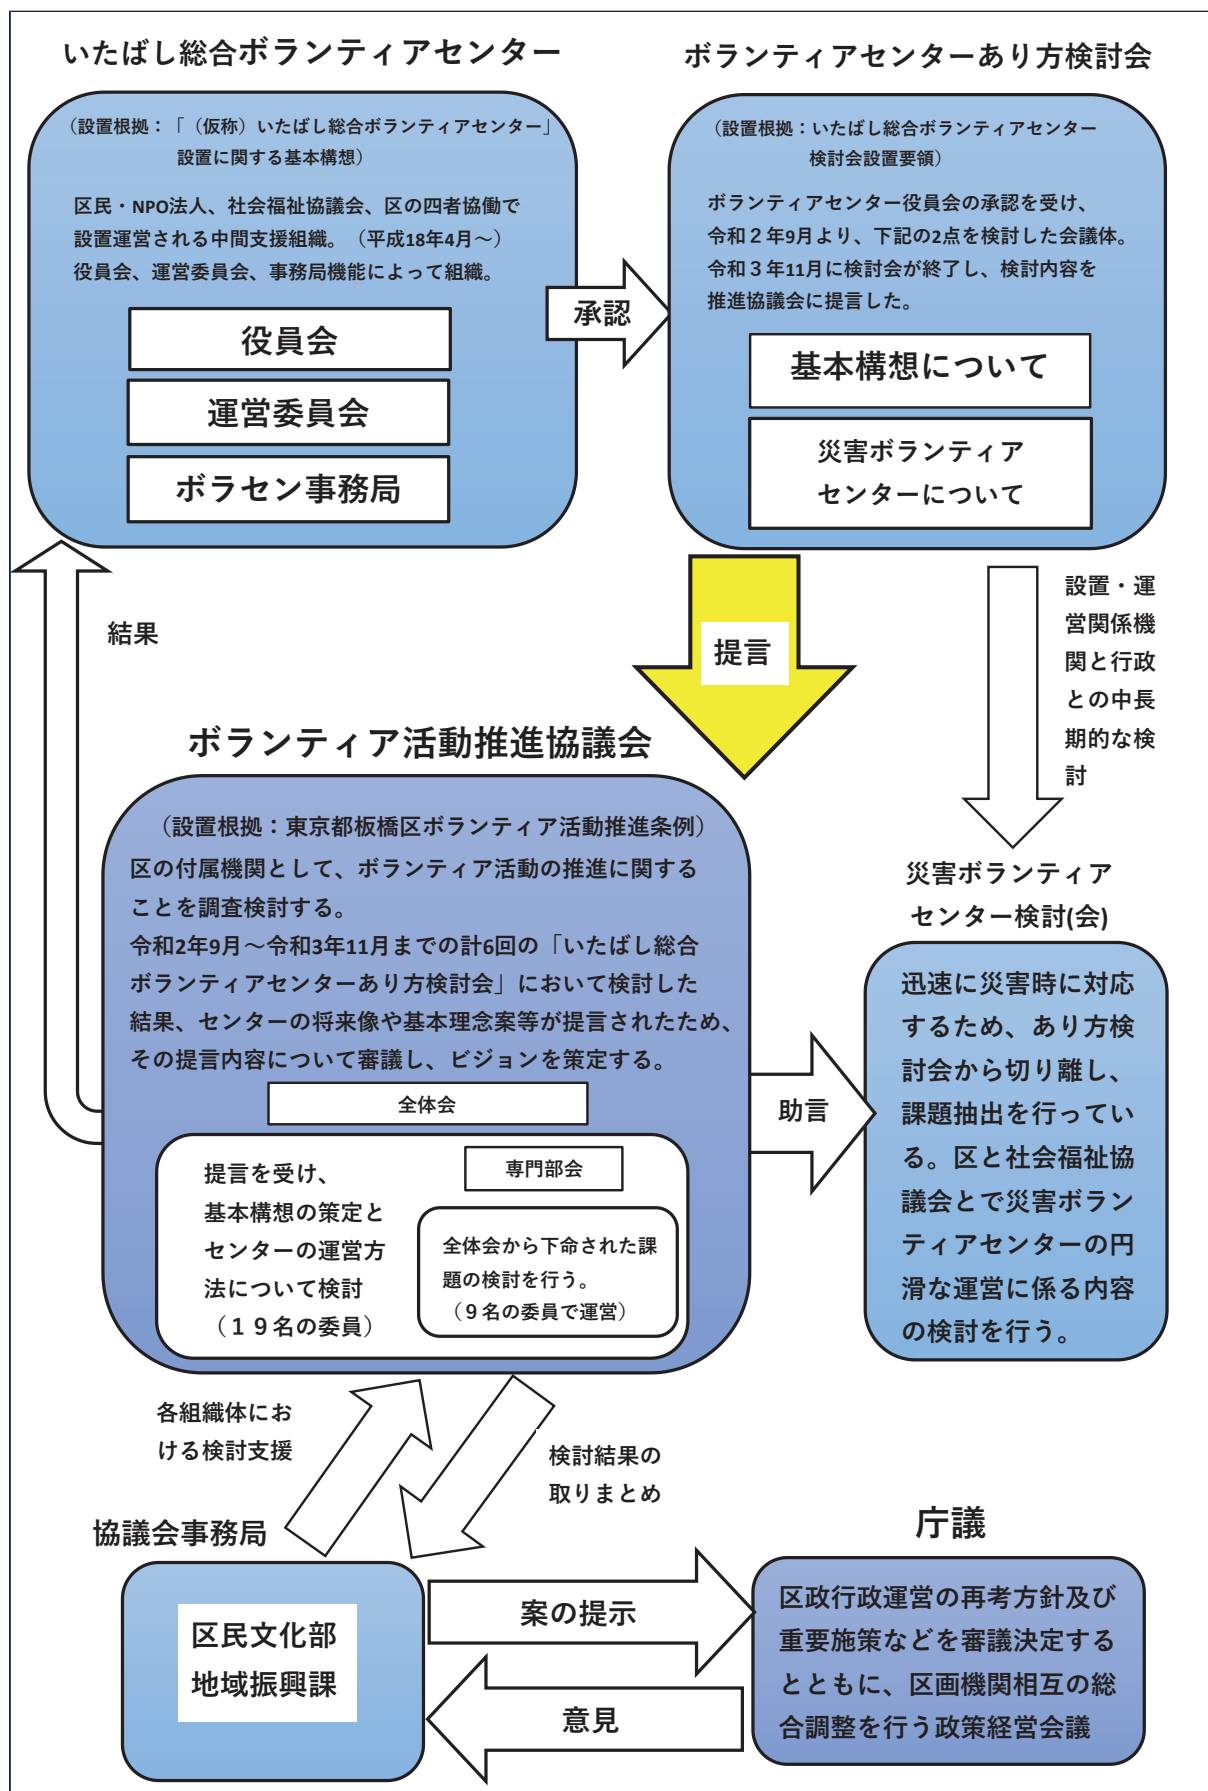 いたばし総合ボランティアセンター
（設置根拠：「（仮称）いたばし総合ボランティアセンター」
設置に関する基本構想）
区民・NPO法人、社会福祉協議会、区の四者協働で
設置運営される中間支援組織。（平成18年4月～）
役員会、運営委員会、事務局機能によって組織。
役員会
運営委員会
ボラセン事務局
承認
ボランティアセンターあり方検討会
（設置根拠：いたばし総合ボランティアセンター
検討会設置要領）
ボランティアセンター役員会の承認を受け、
令和２年9月より、下記の2点を検討した会議体。
令和３年11月に検討会が終了し、検討内容を
推進協議会に提言した。
基本構想について
災害ボランティア
センターについて
結果
提言
設置・運
営関係機
関と行政
との中長
期的な検
討
ボランティア活動推進協議会
（設置根拠：東京都板橋区ボランティア活動推進条例）
区の付属機関として、ボランティア活動の推進に関する
ことを調査検討する。
令和2年9月～令和3年11月までの計6回の「いたばし総合
ボランティアセンターあり方検討会」において検討した
結果、センターの将来像や基本理念案等が提言されたため、
その提言内容について審議し、ビジョンを策定する。
全体会
提言を受け、
基本構想の策定と
センターの運営方
法について検討
（１９名の委員）
専門部会
全体会から下命された課
題の検討を行う。
（９名の委員で運営）
助言
災害ボランティア
センター検討(会)
迅速に災害時に対応
するため、あり方検
討会から切り離し、
課題抽出を行ってい
る。区と社会福祉協
議会とで災害ボラン
ティアセンターの円
滑な運営に係る内容
の検討を行う。
各組織体にお
ける検討支援
検討結果の
取りまとめ
協議会事務局
区民文化部
地域振興課
案の提示
意見
庁議
区政行政運営の再考方針及び
重要施策などを審議決定する
とともに、区画機関相互の総
合調整を行う政策経営会議